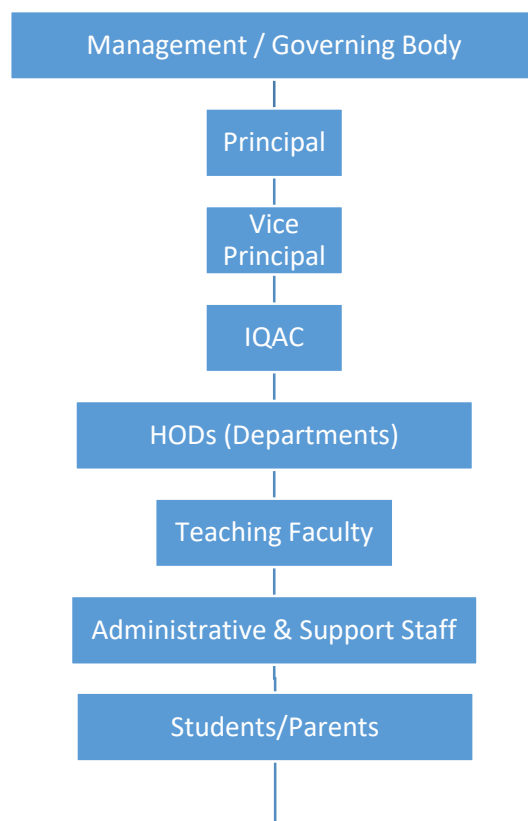 Management / Governing Body
Principal
Vice
Principal
IQAC
HODs (Departments)
Teaching Faculty
Administrative & Support Staff
Students/Parents